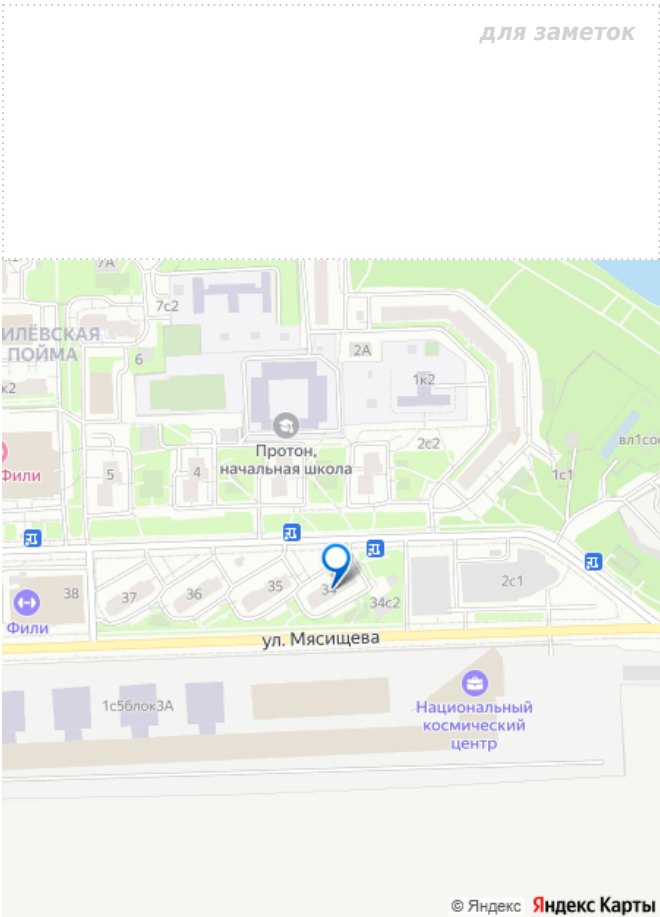 для заметок
7А
7с2
ИЛЁВСКАЯ
ПОЙМА
6
2А
к2
1к2
Протон,
начальная школа
2с2
вл1соо
Фили
5
4
1с1
38
37
36
35
34
34с2
2с1
Фили
ул. Мясищева
1с5блок3А
Национальный
космический
центр
© Яндекс Яндекс Карты